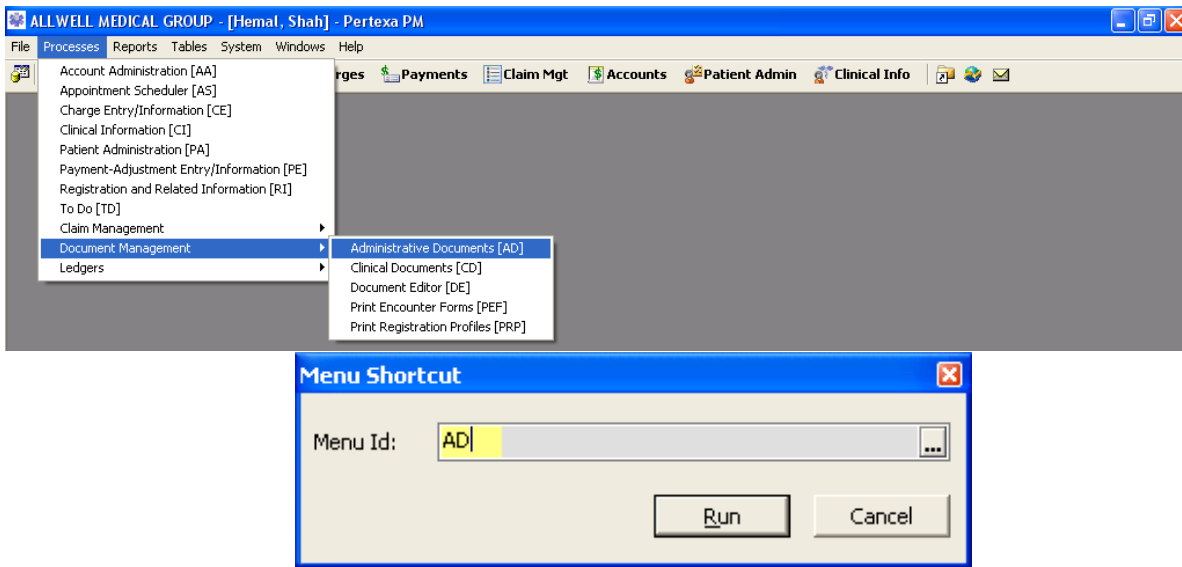 ALLWELL MEDICAL GROUP - [Hemal, Shah] - Pertexa PM
File Processes Reports Tables System Windows Help
rges Payments Claim Mgt Accounts Patient Admin Clinical Info
Account Administration [AA]
Appointment Scheduler [AS]
Charge Entry/Information [CE]
Clinical Information [CI]
Patient Administration [PA]
Payment-Adjustment Entry/Information [PE]
Registration and Related Information [RI]
To Do [TD]
Claim Management
Document Management
Ledgers
Administrative Documents [AD]
Clinical Documents [CD]
Document Editor [DE]
Print Encounter Forms [PEF]
Print Registration Profiles [PRP]
Menu Shortcut
Menu Id: AD ...
Run Cancel